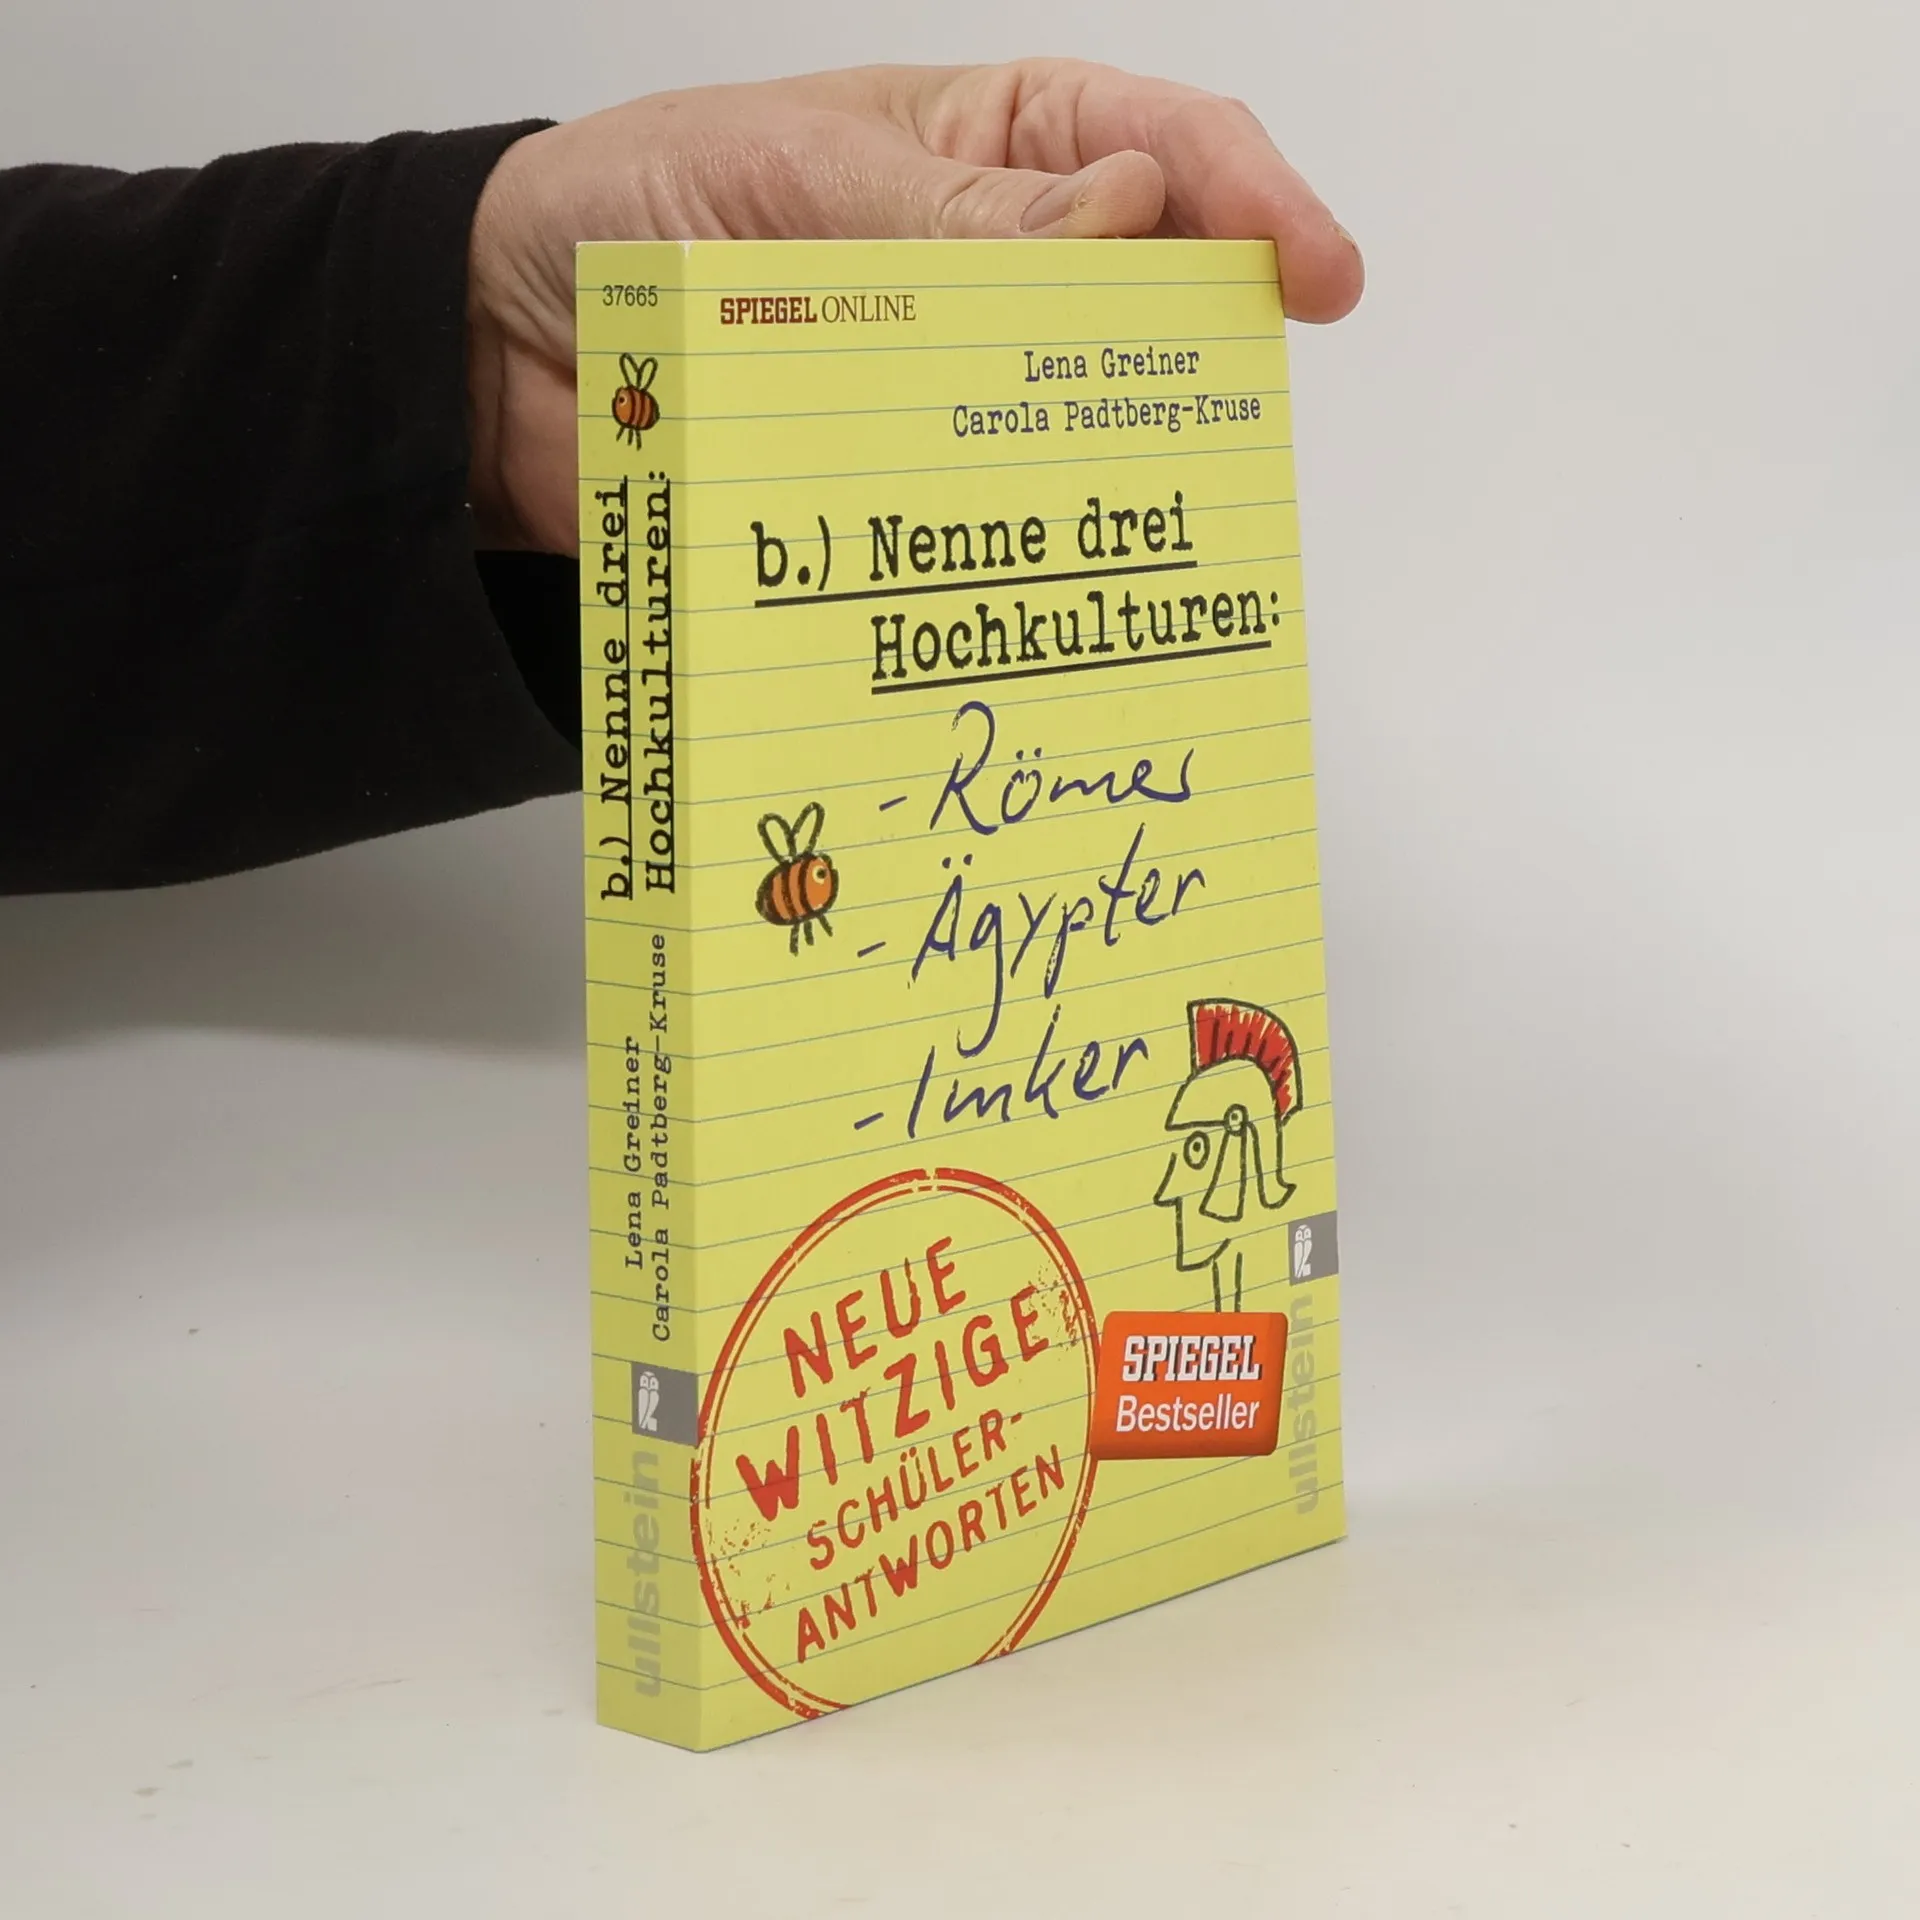 37665
b.) Nenne drei
Hochkulturen:
Lena Greiner
Carola Padtberg-Kruse
ullstein
SPIEGEL ONLINE
Lena Greiner
Carola Padtberg-Kruse
b.) Nenne drei
Hochkulturen:
- Römer
- Ägypter
- Imker
NEUE
WITZIGE
SCHÜLER-
ANTWORTEN
SPIEGEL
Bestseller
ullstein